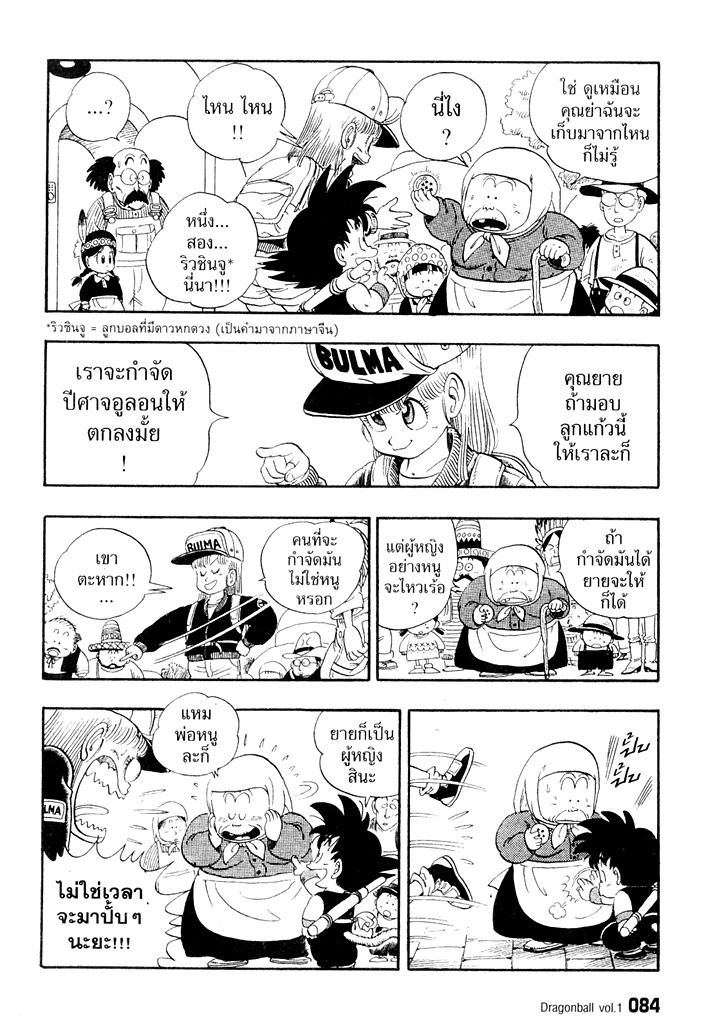 ใช่ ดูเหมือน
คุณย่าฉันจะ
เก็บมาจากไหน
ก็ไม่รู้
นี่ไง
?
ไหน ไหน
!!
...?
หนึ่ง...
สอง...
ริวชินจู*
นี่นา!!!
*ริวชินจู = ลูกบอลที่มีดาวหกดวง (เป็นคำมาจากภาษาจีน)
BULMA
คุณยาย
ถ้ามอบ
ลูกแก้วนี้
ให้เราละก็
เราจะกำจัด
ปีศาจอูลอนให้
ตกลงมั้ย
!
ถ้า
กำจัดมันได้
ยายจะให้
ก็ได้
แต่ผู้หญิง
อย่างหนู
จะไหวเร้อ
?
คนที่จะ
กำจัดมัน
ไม่ใช่หนู
หรอก
BULMA
เขา
ตะหาก!!
...
ปั๊บ
ปั๊บ
ยายก็เป็น
ผู้หญิง
สินะ
แหม
พ่อหนู
ละก็
LMA
ไม่ใช่เวลา
จะมาปั้บๆ
นะยะ!!!
Dragonball vol.1 084